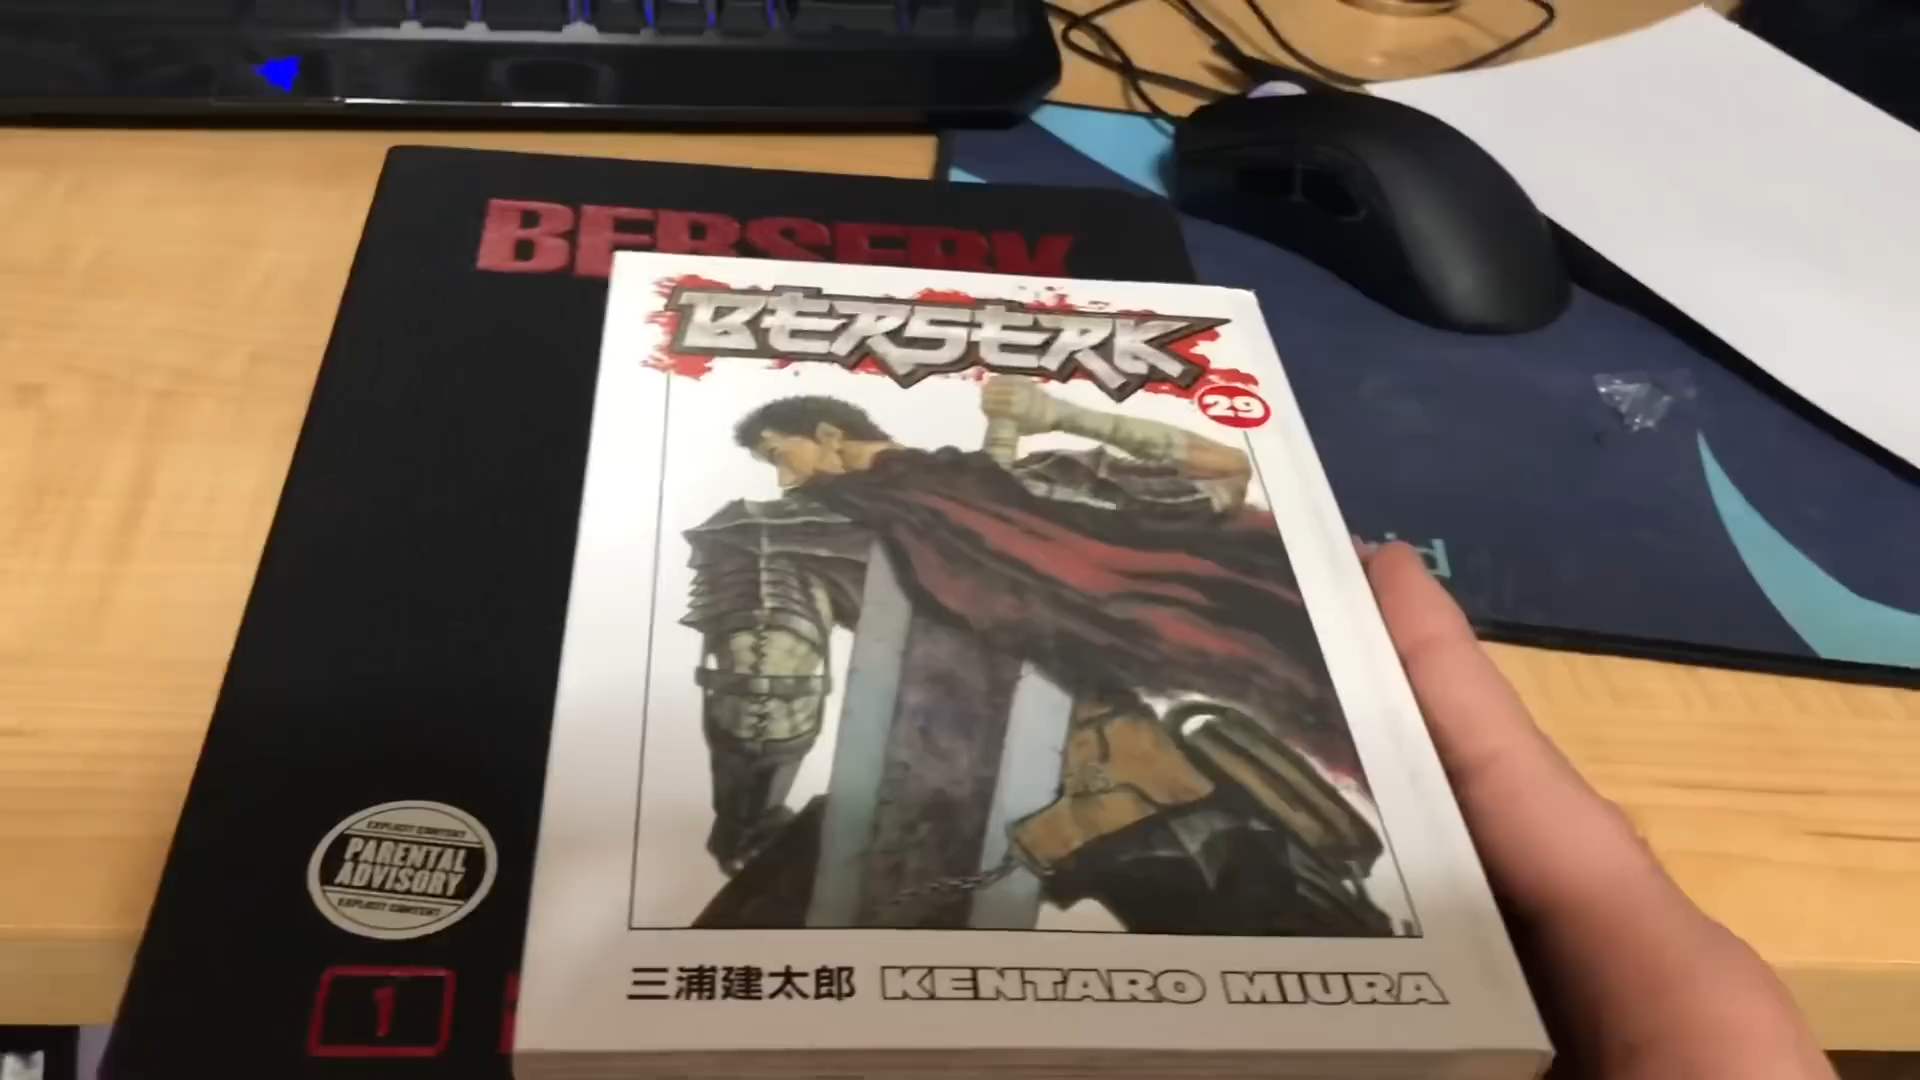 BERSERK
BERSERK
29
EXPLICIT CONTENT
PARENTAL
ADVISORY
EXPLICIT CONTENT
三浦建太郎 KENTARO MIURA
1